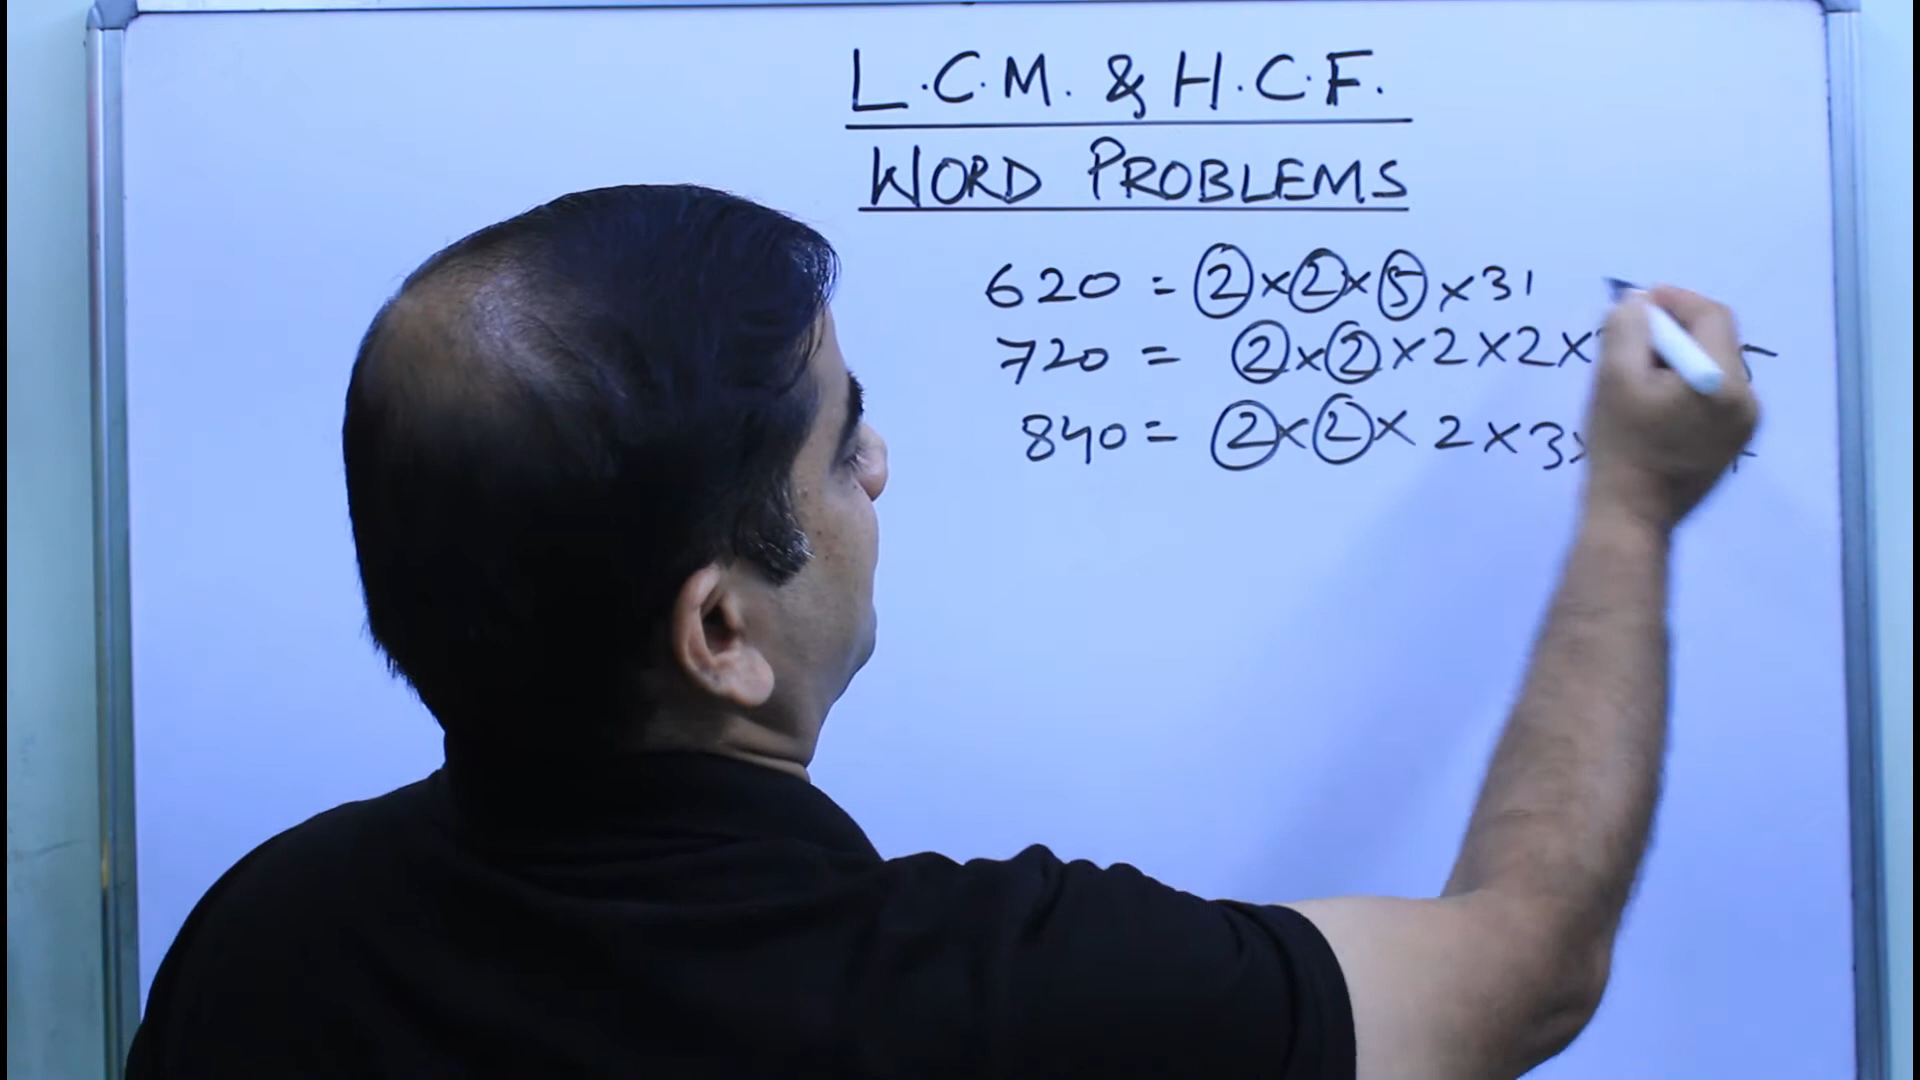 L.C.M. & H.C.F.
WORD PROBLEMS
620 = 2 × 2 × 5 × 31
720 = 2 × 2 × 2 × 2 ×
840 = 2 × 2 × 2 × 3 ×